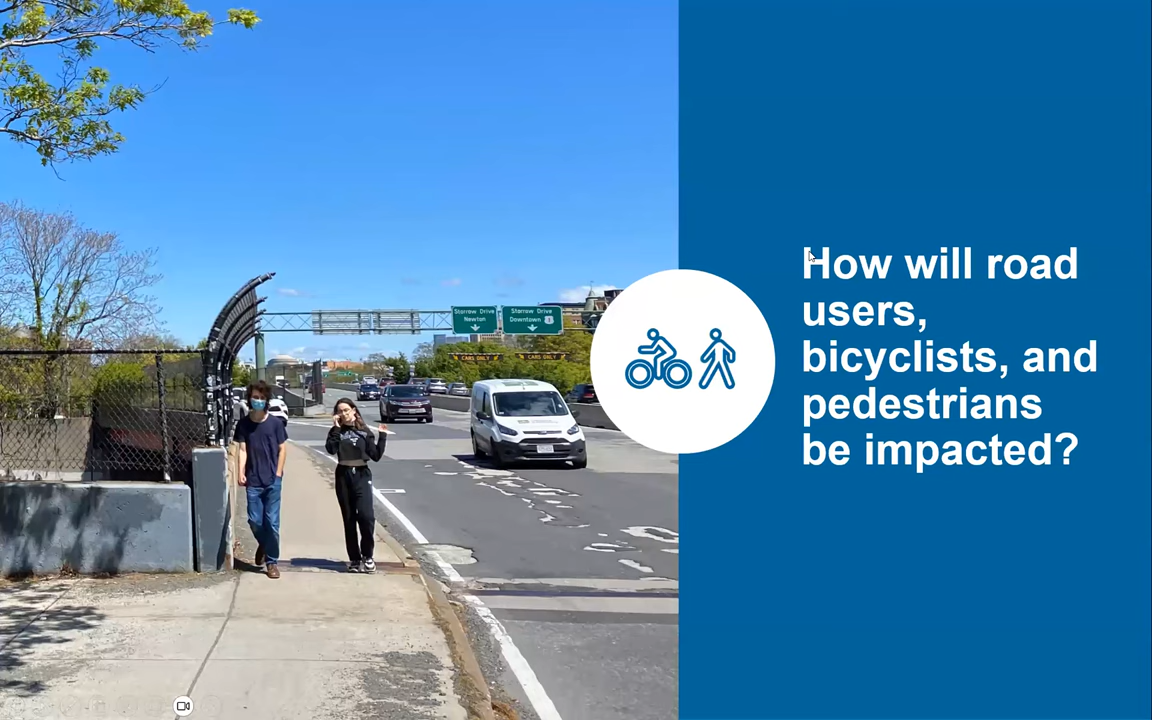 Storrow Drive
Newton
Storrow Drive
Downtown 1
CARS ONLY
CARS ONLY
How will road
users,
bicyclists, and
pedestrians
be impacted?